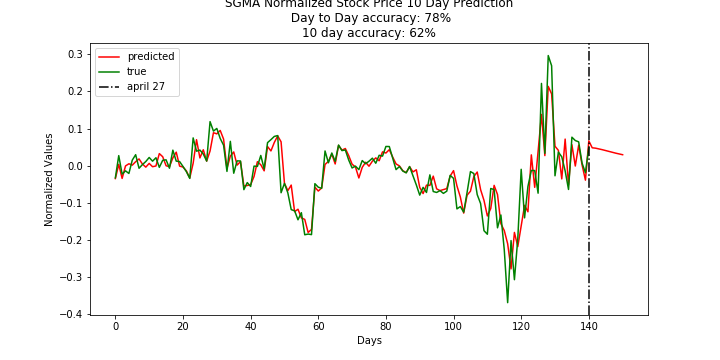 SGMA Normalized Stock Price 10 Day Prediction
Day to Day accuracy: 78%
10 day accuracy: 62%
predicted
true
april 27
Normalized Values
0.3
0.2
0.1
0.0
−0.1
−0.2
−0.3
−0.4
0 20 40 60 80 100 120 140
Days